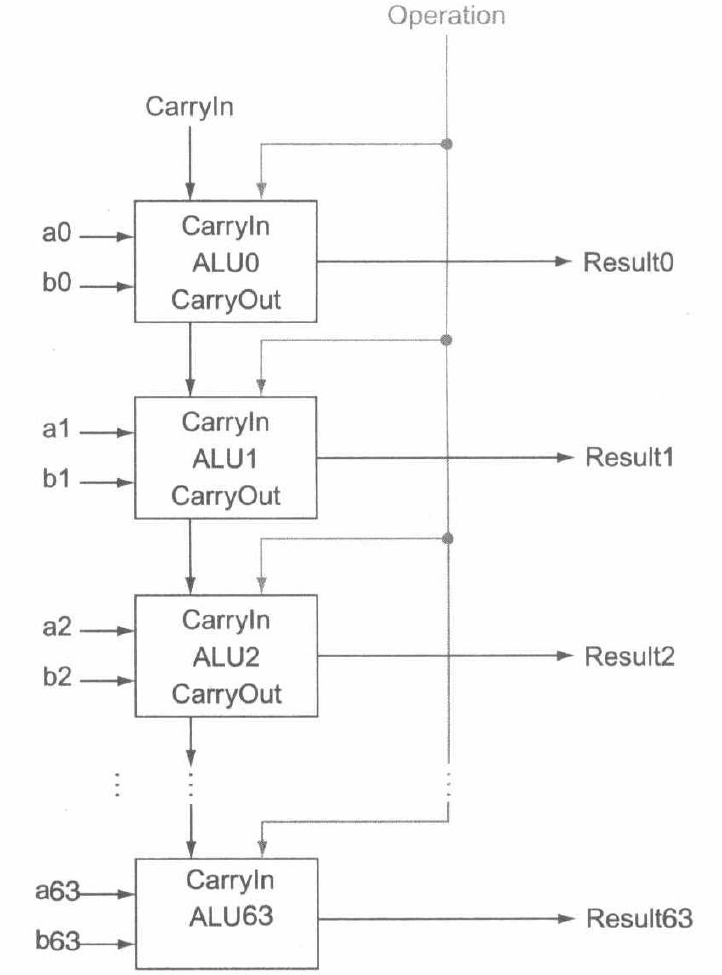 Operation
CarryIn
a0
b0
CarryIn
ALU0
CarryOut
Result0
a1
b1
CarryIn
ALU1
CarryOut
Result1
a2
b2
CarryIn
ALU2
CarryOut
Result2
a63
b63
CarryIn
ALU63
Result63